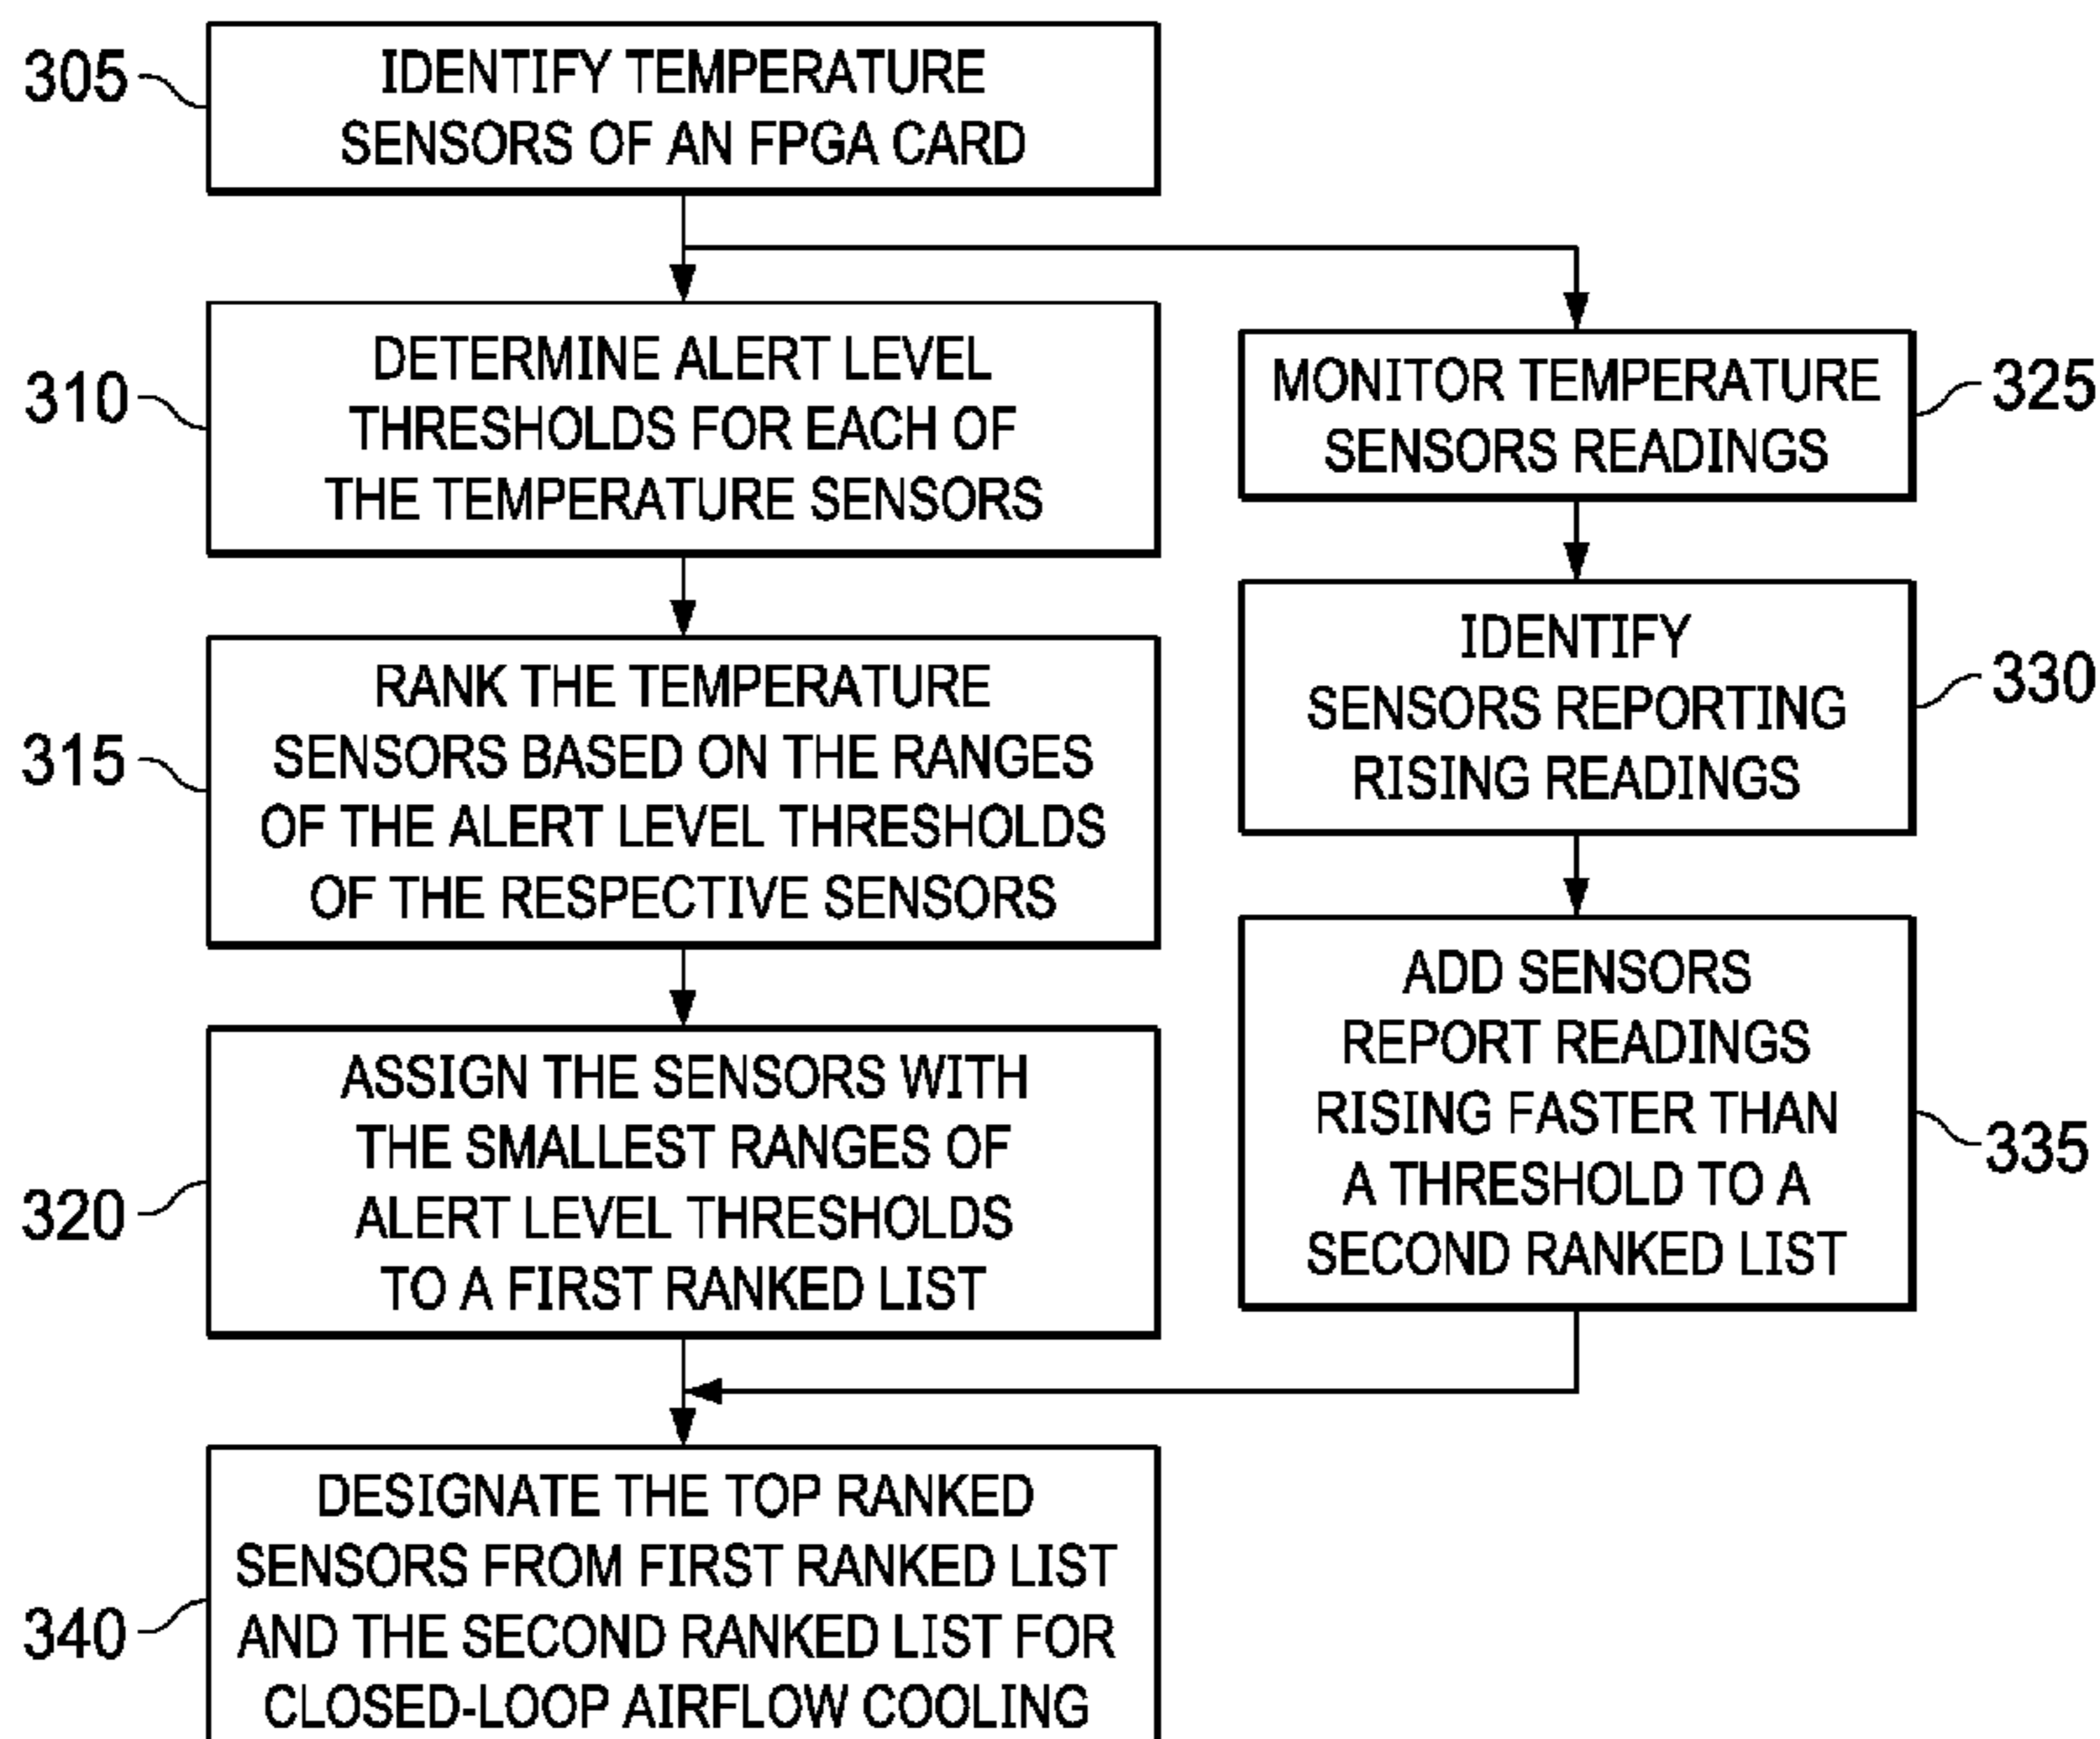 305
IDENTIFY TEMPERATURE
SENSORS OF AN FPGA CARD
310
DETERMINE ALERT LEVEL
THRESHOLDS FOR EACH OF
THE TEMPERATURE SENSORS
315
RANK THE TEMPERATURE
SENSORS BASED ON THE RANGES
OF THE ALERT LEVEL THRESHOLDS
OF THE RESPECTIVE SENSORS
320
ASSIGN THE SENSORS WITH
THE SMALLEST RANGES OF
ALERT LEVEL THRESHOLDS
TO A FIRST RANKED LIST
MONITOR TEMPERATURE
SENSORS READINGS
325
IDENTIFY
SENSORS REPORTING
RISING READINGS
330
ADD SENSORS
REPORT READINGS
RISING FASTER THAN
A THRESHOLD TO A
SECOND RANKED LIST
335
340
DESIGNATE THE TOP RANKED
SENSORS FROM FIRST RANKED LIST
AND THE SECOND RANKED LIST FOR
CLOSED-LOOP AIRFLOW COOLING